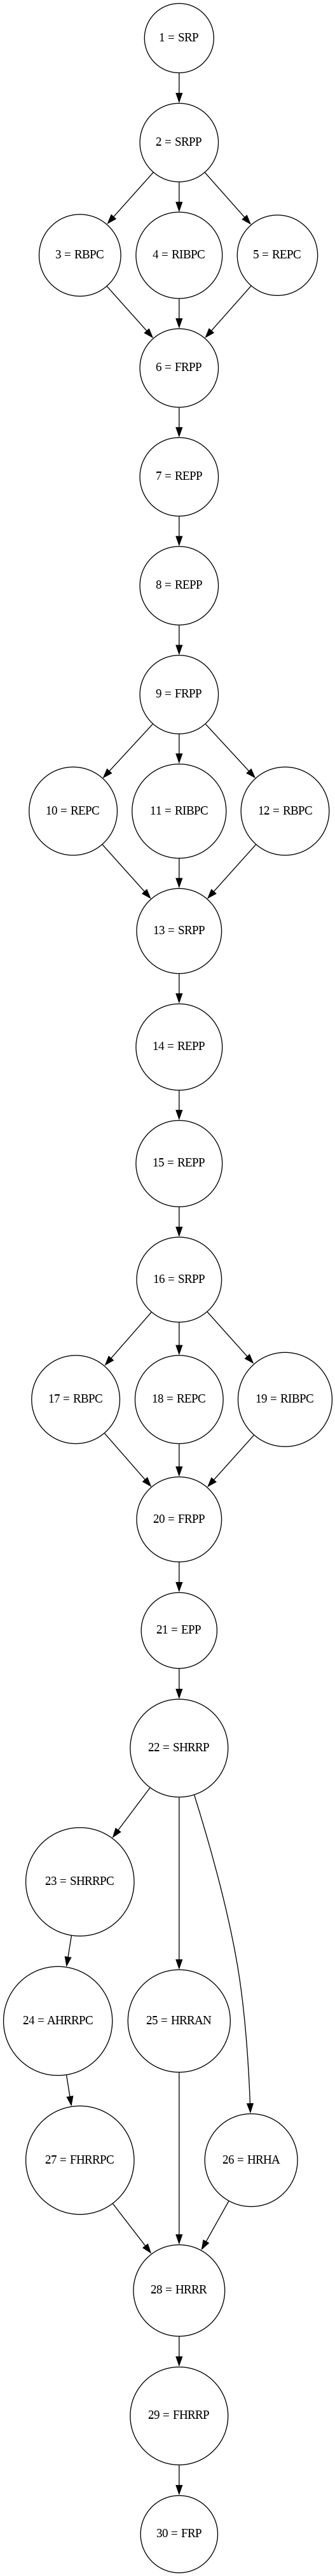 1 = SRP
2 = SRPP
3 = RBPC
4 = RIBPC
5 = REPC
6 = FRPP
7 = REPP
8 = REPP
9 = FRPP
10 = REPC
11 = RIBPC
12 = RBPC
13 = SRPP
14 = REPP
15 = REPP
16 = SRPP
17 = RBPC
18 = REPC
19 = RIBPC
20 = FRPP
21 = EPP
22 = SHRRP
23 = SHRRPC
24 = AHRRPC
25 = HRRAN
27 = FHRRPC
26 = HRHA
28 = HRRR
29 = FHRRP
30 = FRP